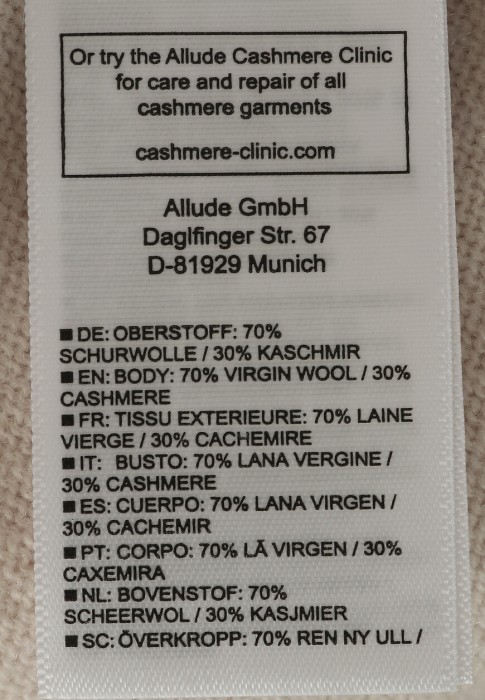 Or try the Allude Cashmere Clinic
for care and repair of all
cashmere garments
cashmere-clinic.com
Allude GmbH
Daglfinger Str. 67
D-81929 Munich
■ DE: OBERSTOFF: 70%
SCHURWOLLE / 30% KASCHMIR
■ EN: BODY: 70% VIRGIN WOOL / 30%
CASHMERE
■ FR: TISSU EXTERIEURE: 70% LAINE
VIERGE / 30% CACHEMIRE
■ IT: BUSTO: 70% LANA VERGINE /
30% CASHMERE
■ ES: CUERPO: 70% LANA VIRGEN /
30% CACHEMIR
■ PT: CORPO: 70% LÃ VIRGEN / 30%
CAXEMIRA
■ NL: BOVENSTOF: 70%
SCHEERWOL / 30% KASJMIER
■ SC: ÖVERKROPP: 70% REN NY ULL /